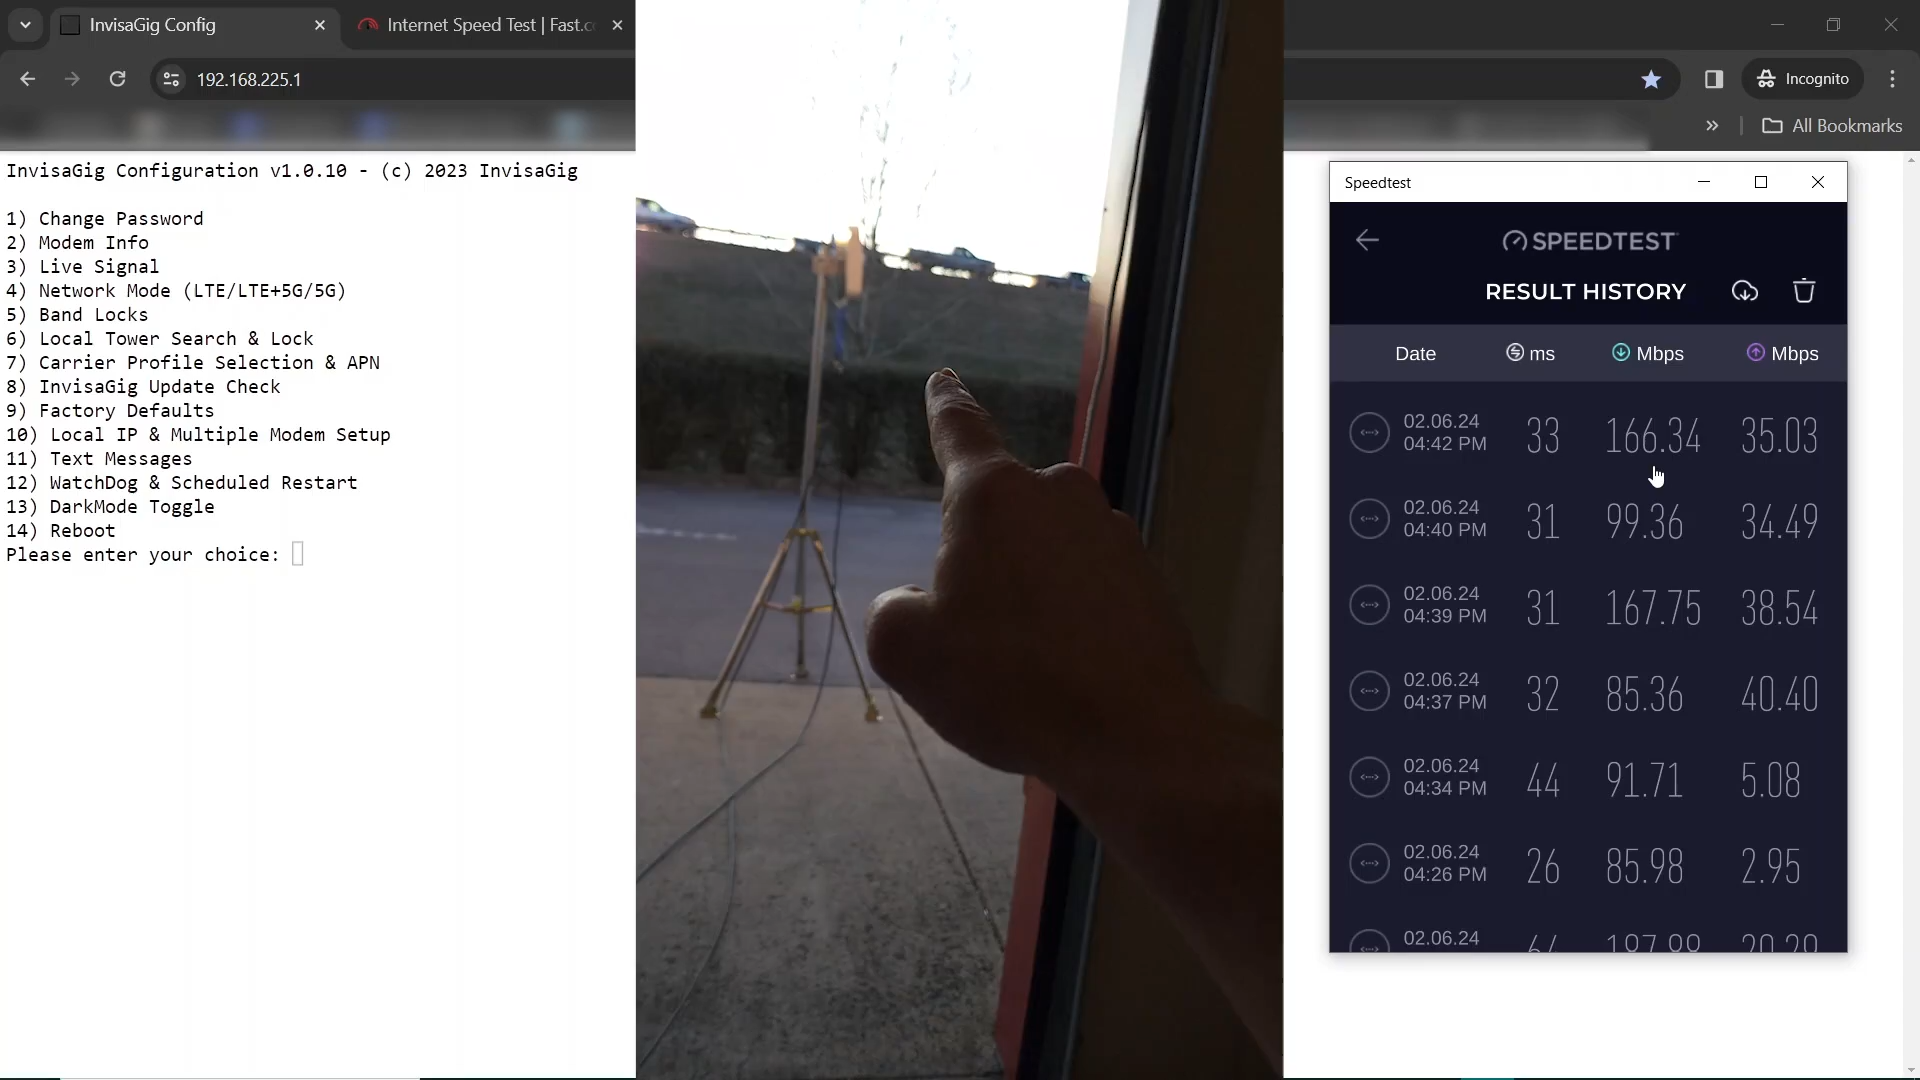 InvisaGig Config
Internet Speed Test | Fast.c
192.168.225.1
Incognito
All Bookmarks
InvisaGig Configuration v1.0.10 - (c) 2023 InvisaGig
1) Change Password
2) Modem Info
3) Live Signal
4) Network Mode (LTE/LTE+5G/5G)
5) Band Locks
6) Local Tower Search & Lock
7) Carrier Profile Selection & APN
8) InvisaGig Update Check
9) Factory Defaults
10) Local IP & Multiple Modem Setup
11) Text Messages
12) WatchDog & Scheduled Restart
13) DarkMode Toggle
14) Reboot
Please enter your choice:
Speedtest
SPEEDTEST
RESULT HISTORY
Date ms Mbps Mbps
02.06.24
04:42 PM 33 166.34 35.03
02.06.24
04:40 PM 31 99.36 34.49
02.06.24
04:39 PM 31 167.75 38.54
02.06.24
04:37 PM 32 85.36 40.40
02.06.24
04:34 PM 44 91.71 5.08
02.06.24
04:26 PM 26 85.98 2.95
02.06.24